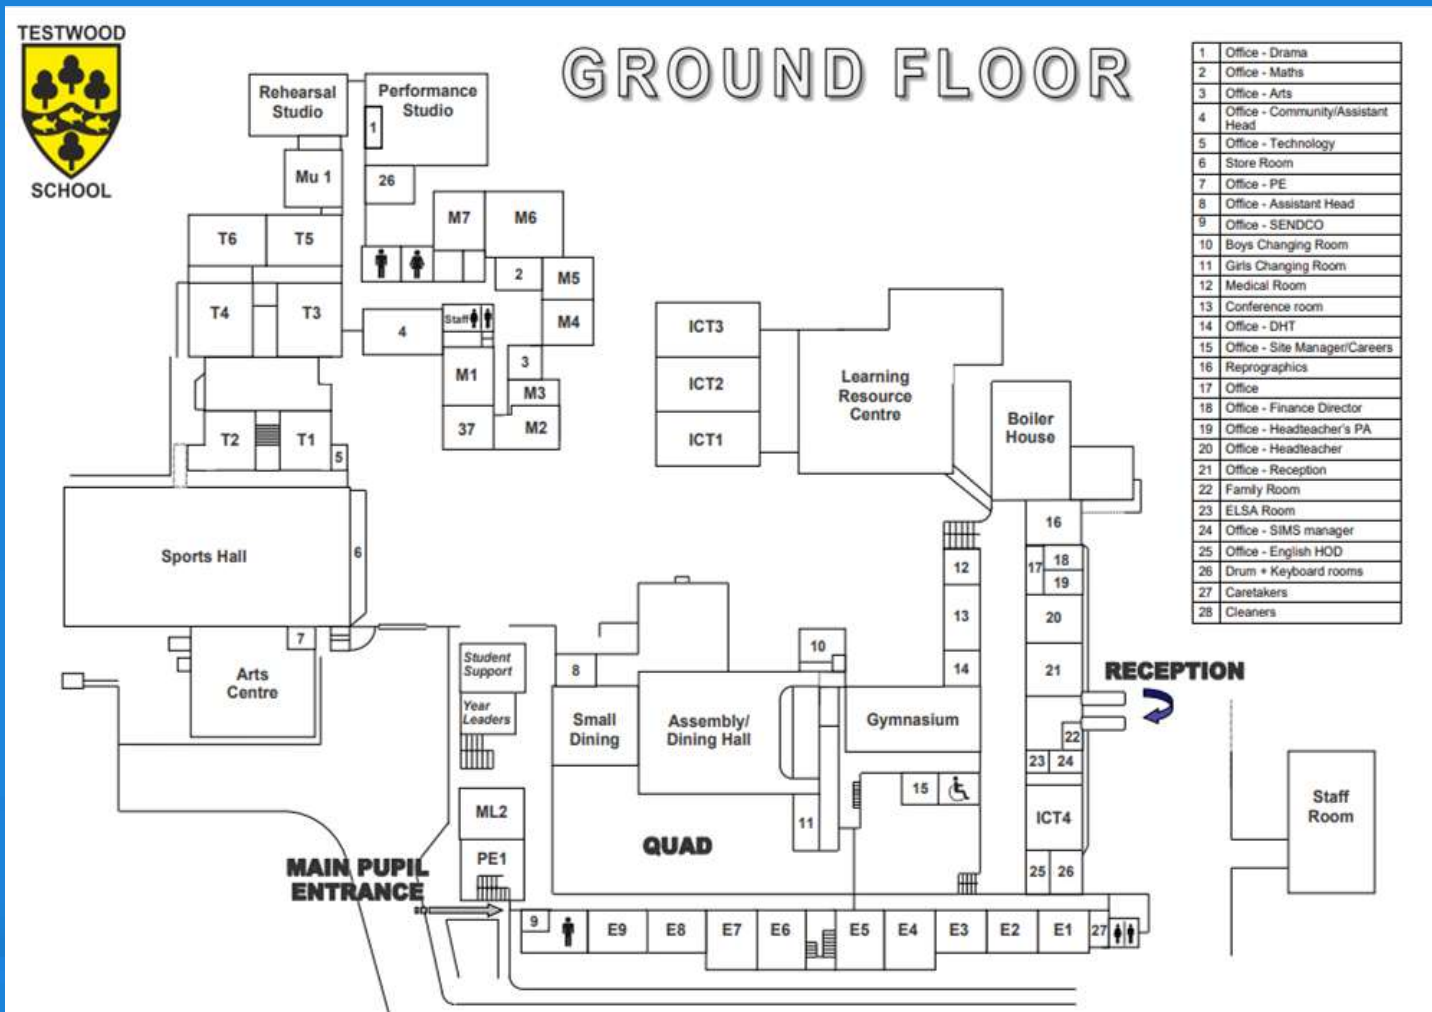 TESTWOOD
SCHOOL
GROUND FLOOR
1 Office - Drama
2 Office - Maths
3 Office - Arts
4 Office - Community/Assistant
Head
5 Office - Technology
6 Store Room
7 Office - PE
8 Office - Assistant Head
9 Office - SENDCO
10 Boys Changing Room
11 Girls Changing Room
12 Medical Room
13 Conference room
14 Office - DHT
15 Office - Site Manager/Careers
16 Reprographics
17 Office
18 Office - Finance Director
19 Office - Headteacher's PA
20 Office - Headteacher
21 Office - Reception
22 Family Room
23 ELSA Room
24 Office - SIMS manager
25 Office - English HOD
26 Drum + Keyboard rooms
27 Caretakers
28 Cleaners
Rehearsal
Studio
Performance
Studio
1
Mu 1
26
M7
M6
T6
T5
2
M5
T4
T3
4
Staff
M4
3
M1
M3
37
M2
T2
T1
5
ICT3
ICT2
ICT1
Learning
Resource
Centre
Boiler
House
16
Sports Hall
6
12
17
18
19
13
20
7
Arts
Centre
Student
Support
8
10
14
21
RECEPTION
Year
Leaders
Small
Dining
Assembly/
Dining Hall
Gymnasium
22
23
24
15
ML2
11
ICT4
Staff
Room
QUAD
PE1
MAIN PUPIL
ENTRANCE
25
26
9
E9
E8
E7
E6
E5
E4
E3
E2
E1
27